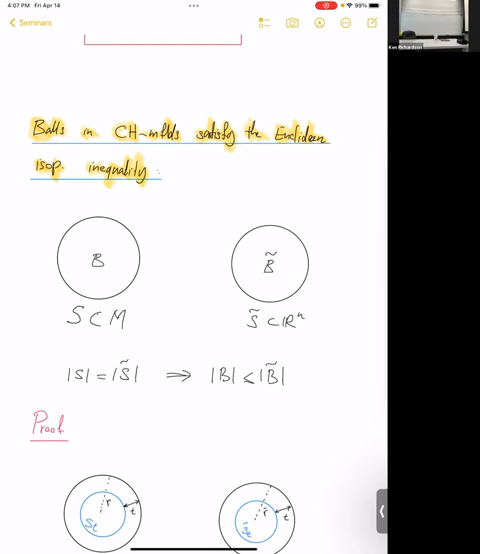 4:07 PM Fri Apr 14
99%
Seminars
Ken Richardson
Balls in CH-mflds satisfy the Euclidean
isop. inequality.
B
B̃
S ⊂ M
S̃ ⊂ ℝⁿ
|S| = |S̃| ⇒ |B| ≤ |B̃|
Proof
r
t
St
r̃
t
S̃t